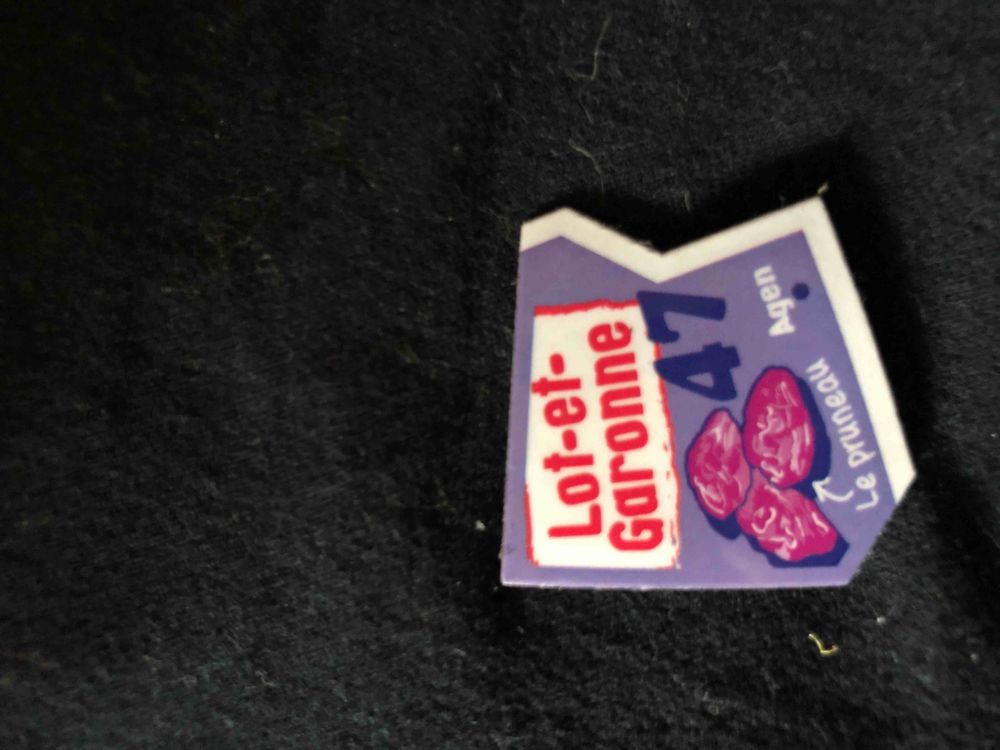 Lot-et-
Garonne
47
Agen
Le pruneau